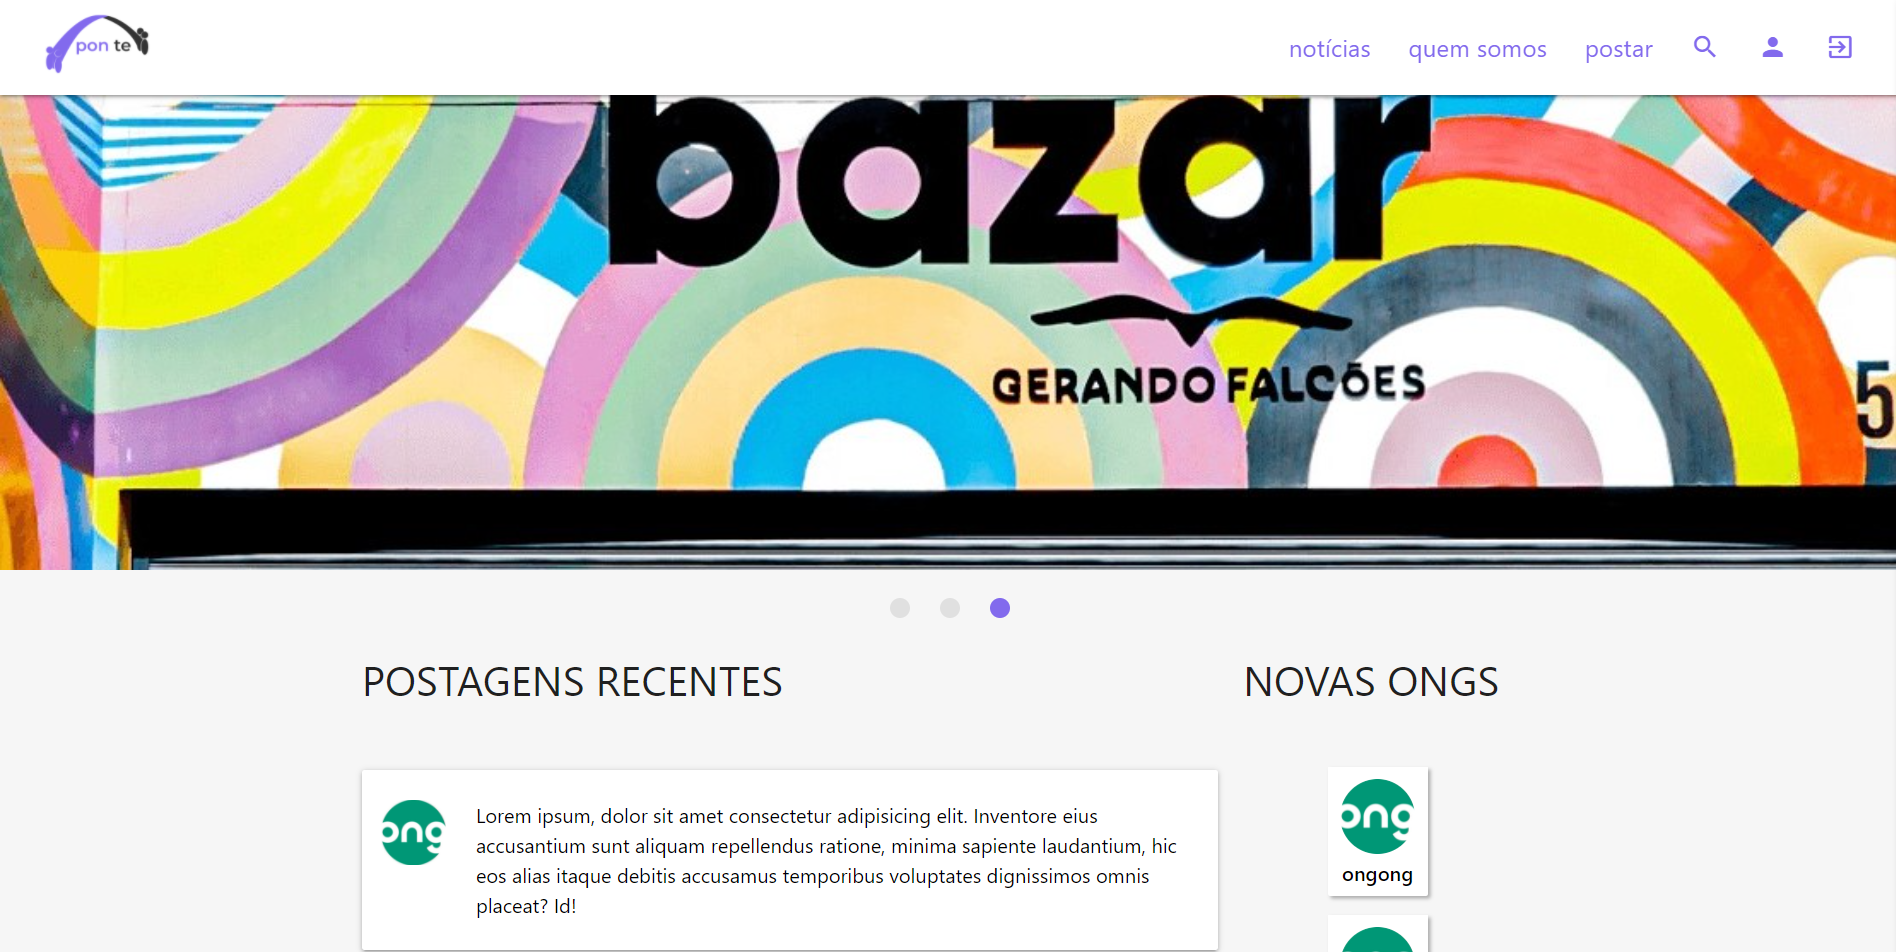 pon te
notícias quem somos postar
bazar
GERANDO FALCÕES
5
POSTAGENS RECENTES
NOVAS ONGS
ong
Lorem ipsum, dolor sit amet consectetur adipisicing elit. Inventore eius
accusantium sunt aliquam repellendus ratione, minima sapiente laudantium, hic
eos alias itaque debitis accusamus temporibus voluptates dignissimos omnis
placeat? Id!
ong
ongong